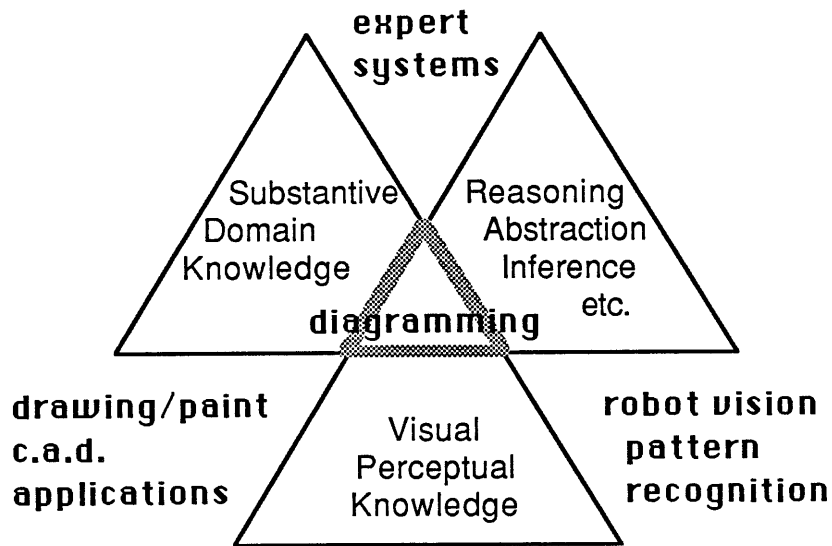 expert
systems
Substantive
Domain
Knowledge
Reasoning
Abstraction
Inference
etc.
diagramming
drawing/paint
c.a.d.
applications
Visual
Perceptual
Knowledge
robot vision
pattern
recognition